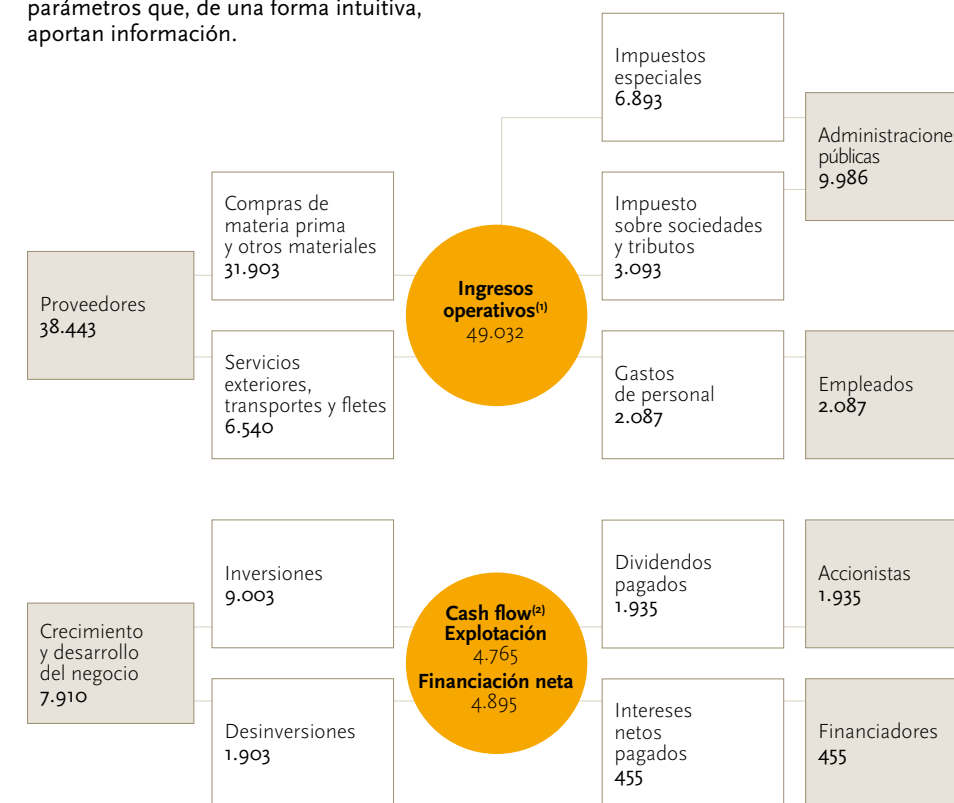 parámetros que, de una forma intuitiva,
aportan información.
Impuestos
especiales
6.893
Administracione
públicas
9.986
Compras de
materia prima
y otros materiales
31.903
Impuesto
sobre sociedades
y tributos
3.093
Proveedores
38.443
Ingresos
operativos(1)
49.032
Servicios
exteriores,
transportes y fletes
6.540
Gastos
de personal
2.087
Empleados
2.087
Inversiones
9.003
Dividendos
pagados
1.935
Accionistas
1.935
Crecimiento
y desarrollo
del negocio
7.910
Cash flow(2)
Explotación
4.765
Financiación neta
4.895
Desinversiones
1.903
Intereses
netos
pagados
455
Financiadores
455